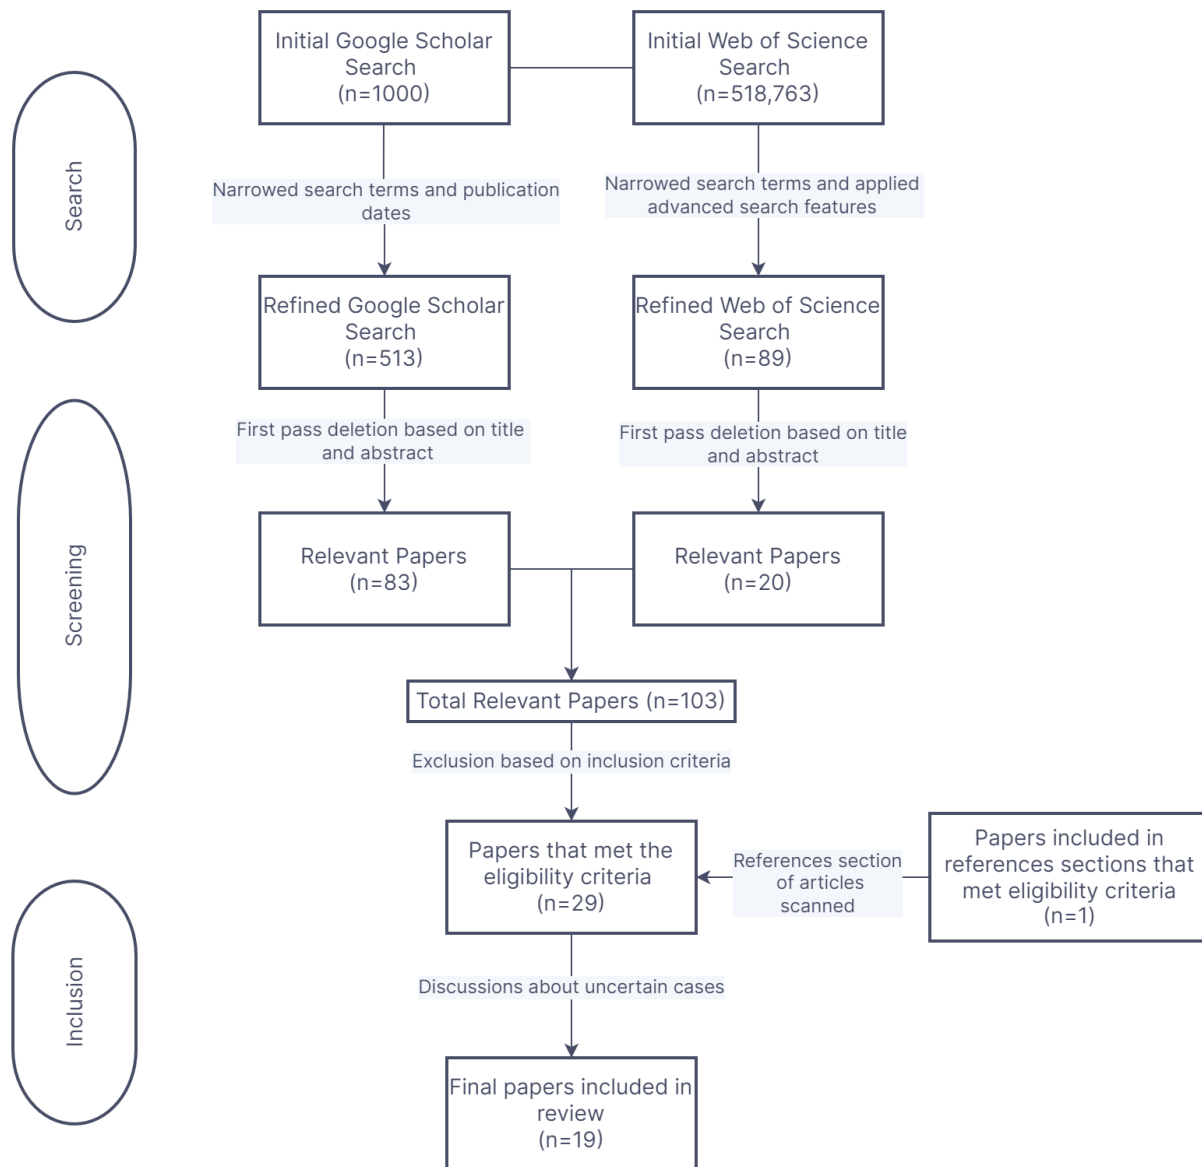 Initial Google Scholar
Search
(n=1000)
Initial Web of Science
Search
(n=518,763)
Search
Narrowed search terms and publication
dates
Narrowed search terms and applied
advanced search features
Refined Google Scholar
Search
(n=513)
Refined Web of Science
Search
(n=89)
Screening
First pass deletion based on title
and abstract
First pass deletion based on title
and abstract
Relevant Papers
(n=83)
Relevant Papers
(n=20)
Total Relevant Papers (n=103)
Exclusion based on inclusion criteria
Papers that met the
eligibility criteria
(n=29)
References section
of articles
scanned
Papers included in
references sections that
met eligibility criteria
(n=1)
Inclusion
Discussions about uncertain cases
Final papers included in
review
(n=19)